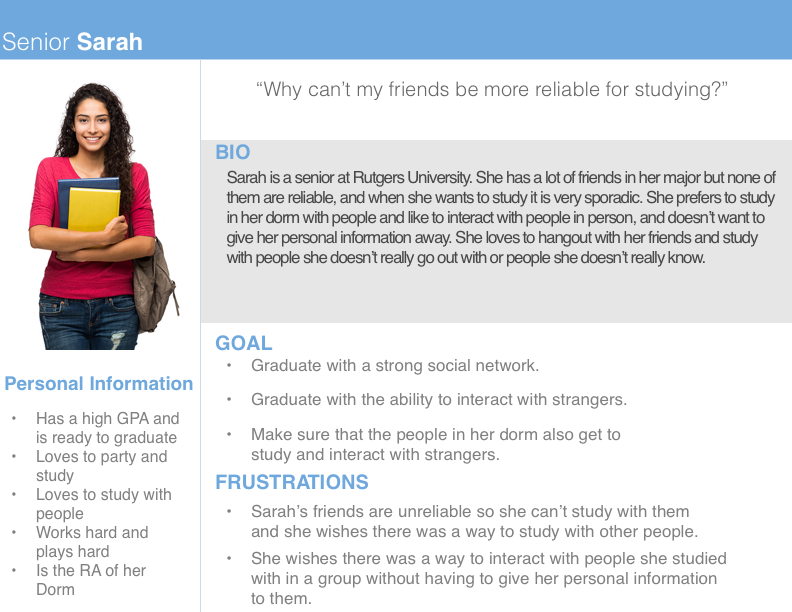 Senior Sarah
“Why can’t my friends be more reliable for studying?”
BIO
Sarah is a senior at Rutgers University. She has a lot of friends in her major but none of
them are reliable, and when she wants to study it is very sporadic. She prefers to study
in her dorm with people and like to interact with people in person, and doesn’t want to
give her personal information away. She loves to hangout with her friends and study
with people she doesn’t really go out with or people she doesn’t really know.
GOAL
• Graduate with a strong social network.
• Graduate with the ability to interact with strangers.
• Make sure that the people in her dorm also get to
study and interact with strangers.
FRUSTRATIONS
• Sarah’s friends are unreliable so she can’t study with them
and she wishes there was a way to study with other people.
• She wishes there was a way to interact with people she studied
with in a group without having to give her personal information
to them.
Personal Information
• Has a high GPA and
is ready to graduate
• Loves to party and
study
• Loves to study with
people
• Works hard and
plays hard
• Is the RA of her
Dorm